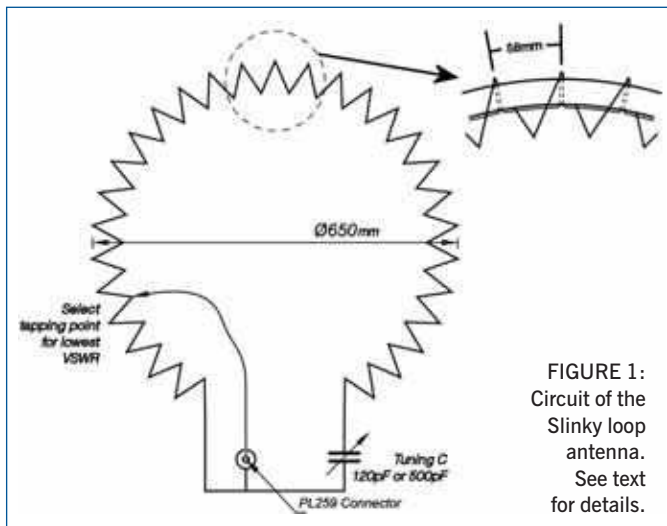 58mm
Ø650mm
Select
tapping point
for lowest
VSWR
FIGURE 1:
Circuit of the
Slinky loop
antenna.
See text
for details.
Tuning C
120pF or 500pF
PL259 Connector